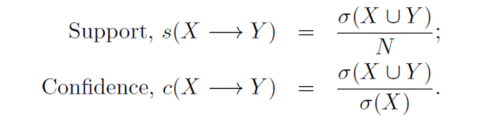 Support, s(X ⟶ Y) = σ(X ∪ Y) / N ;
Confidence, c(X ⟶ Y) = σ(X ∪ Y) / σ(X) .